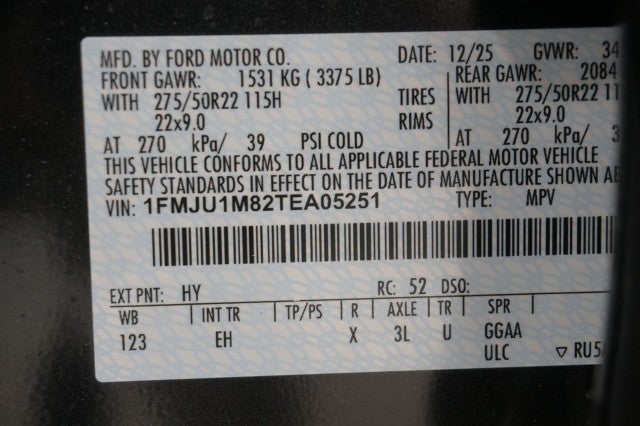 MFD. BY FORD MOTOR CO. DATE: 12/25 GVWR: 34
FRONT GAWR: 1531 KG ( 3375 LB) REAR GAWR: 2084
WITH 275/50R22 115H TIRES WITH 275/50R22 11
22x9.0 RIMS 22x9.0
AT 270 kPa/ 39 PSI COLD AT 270 kPa/ 3
THIS VEHICLE CONFORMS TO ALL APPLICABLE FEDERAL MOTOR VEHICLE
SAFETY STANDARDS IN EFFECT ON THE DATE OF MANUFACTURE SHOWN AB
VIN: 1FMJU1M82TEA05251 TYPE: MPV
EXT PNT: HY RC: 52 DSO:
WB INT TR TP/PS R AXLE TR SPR
123 EH X 3L U GGAA
ULC ▽ RU5